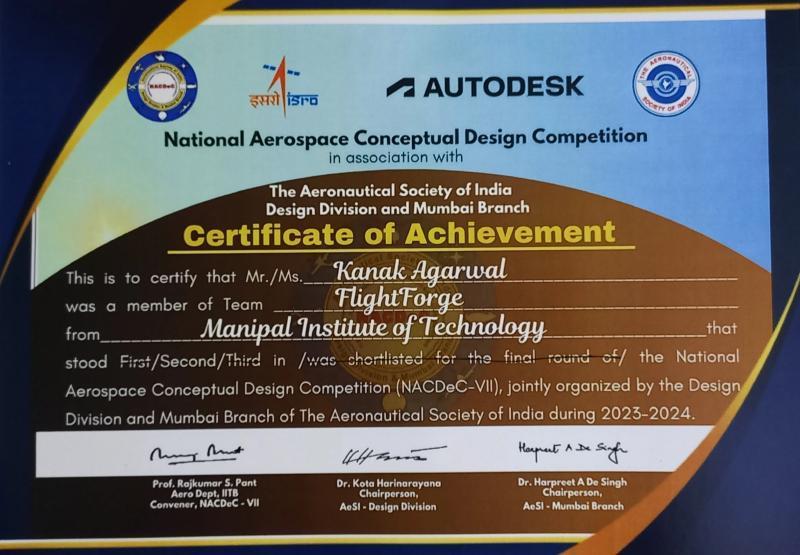 NACDeC
इसरो isro
AUTODESK
THE AERONAUTICAL SOCIETY OF INDIA
National Aerospace Conceptual Design Competition
in association with
The Aeronautical Society of India
Design Division and Mumbai Branch
Certificate of Achievement
This is to certify that Mr./Ms. Kanak Agarwal
was a member of Team FlightForge
from Manipal Institute of Technology that
stood First/Second/Third in /was shortlisted for the final round of/ the National
Aerospace Conceptual Design Competition (NACDeC-VII), jointly organized by the Design
Division and Mumbai Branch of The Aeronautical Society of India during 2023-2024.
Harpreet A De Singh
Prof. Rajkumar S. Pant
Aero Dept, IITB
Convener, NACDeC - VII
Dr. Kota Harinarayana
Chairperson,
AeSI - Design Division
Dr. Harpreet A De Singh
Chairperson,
AeSI - Mumbai Branch